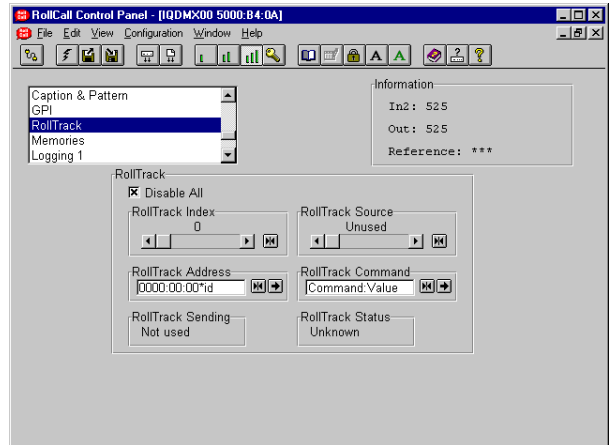 RollCall Control Panel - [IQDMX00 5000:B4:0A]
File Edit View Configuration Window Help
A A
Caption & Pattern
GPI
RollTrack
Memories
Logging 1
Information
In2: 525
Out: 525
Reference: ***
RollTrack
Disable All
RollTrack Index
0
RollTrack Source
Unused
RollTrack Address
0000:00:00*id
RollTrack Command
Command:Value
RollTrack Sending
Not used
RollTrack Status
Unknown